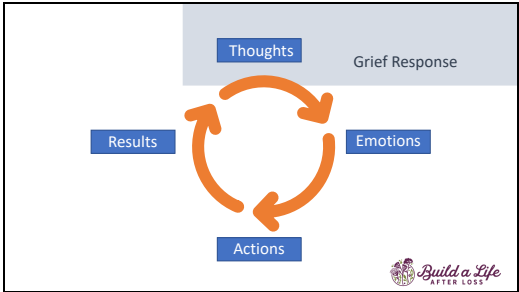 Thoughts
Grief Response
Results
Emotions
Actions
Build a Life
AFTER LOSS